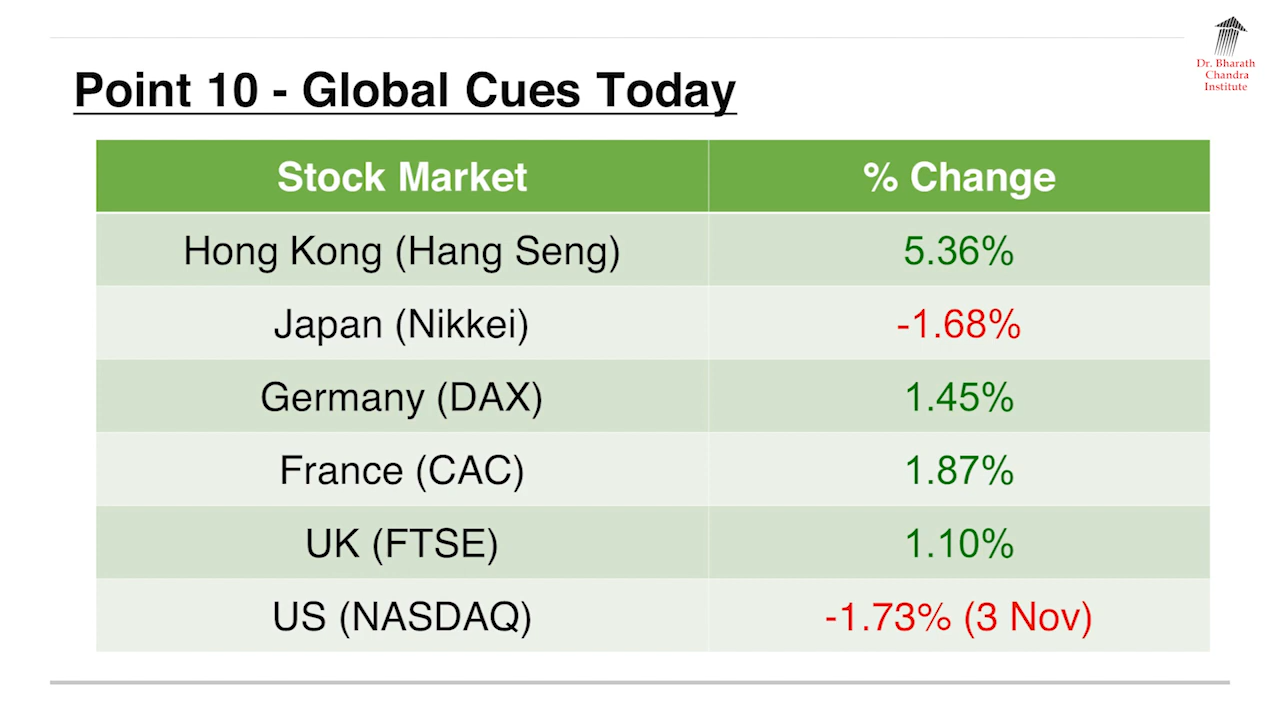 Dr. Bharath
Chandra
Institute
Point 10 - Global Cues Today
Stock Market % Change
Hong Kong (Hang Seng) 5.36%
Japan (Nikkei) -1.68%
Germany (DAX) 1.45%
France (CAC) 1.87%
UK (FTSE) 1.10%
US (NASDAQ) -1.73% (3 Nov)